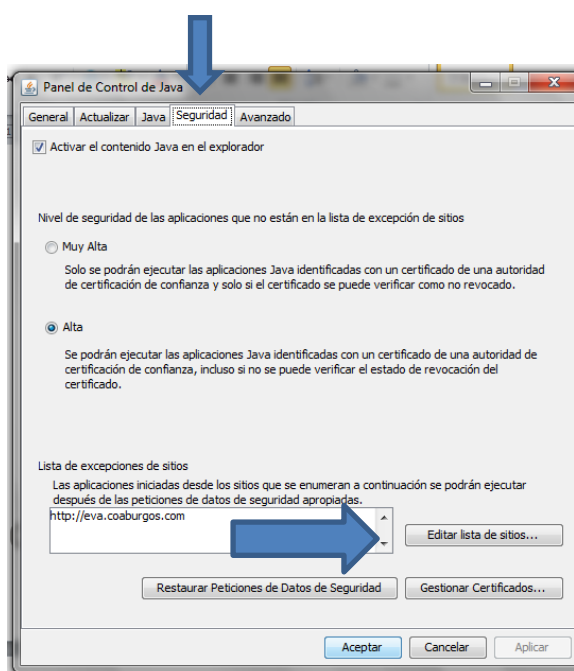 Panel de Control de Java
General Actualizar Java Seguridad Avanzado
Activar el contenido Java en el explorador
Nivel de seguridad de las aplicaciones que no están en la lista de excepción de sitios
Muy Alta
Solo se podrán ejecutar las aplicaciones Java identificadas con un certificado de una autoridad
de certificación de confianza y solo si el certificado se puede verificar como no revocado.
Alta
Se podrán ejecutar las aplicaciones Java identificadas con un certificado de una autoridad de
certificación de confianza, incluso si no se puede verificar el estado de revocación del
certificado.
Lista de excepciones de sitios
Las aplicaciones iniciadas desde los sitios que se enumeran a continuación se podrán ejecutar
después de las peticiones de datos de seguridad apropiadas.
http://eva.coaburgos.com
Editar lista de sitios...
Restaurar Peticiones de Datos de Seguridad Gestionar Certificados...
Aceptar Cancelar Aplicar